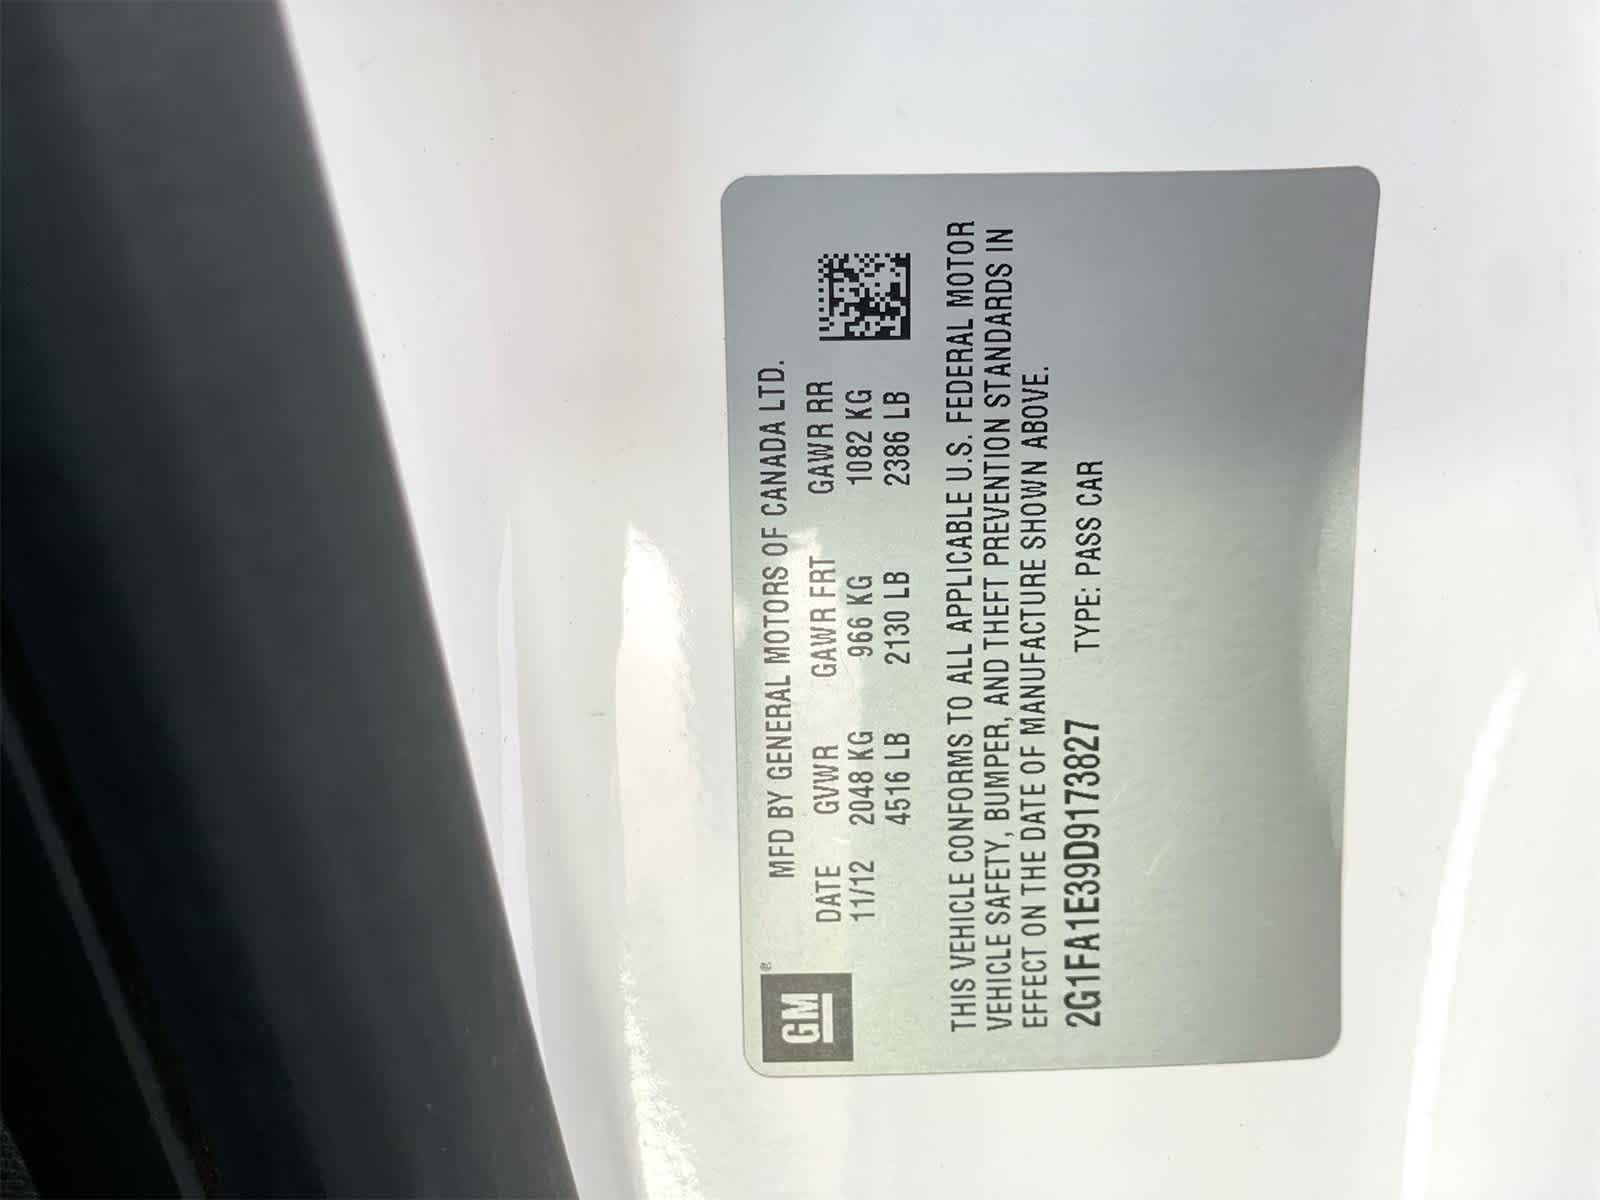 GM®
MFD BY GENERAL MOTORS OF CANADA LTD.
DATE GVWR GAWR FRT GAWR RR
11/12 2048 KG 966 KG 1082 KG
4516 LB 2130 LB 2386 LB
THIS VEHICLE CONFORMS TO ALL APPLICABLE U.S. FEDERAL MOTOR
VEHICLE SAFETY, BUMPER, AND THEFT PREVENTION STANDARDS IN
EFFECT ON THE DATE OF MANUFACTURE SHOWN ABOVE.
2G1FA1E39D9173827 TYPE: PASS CAR